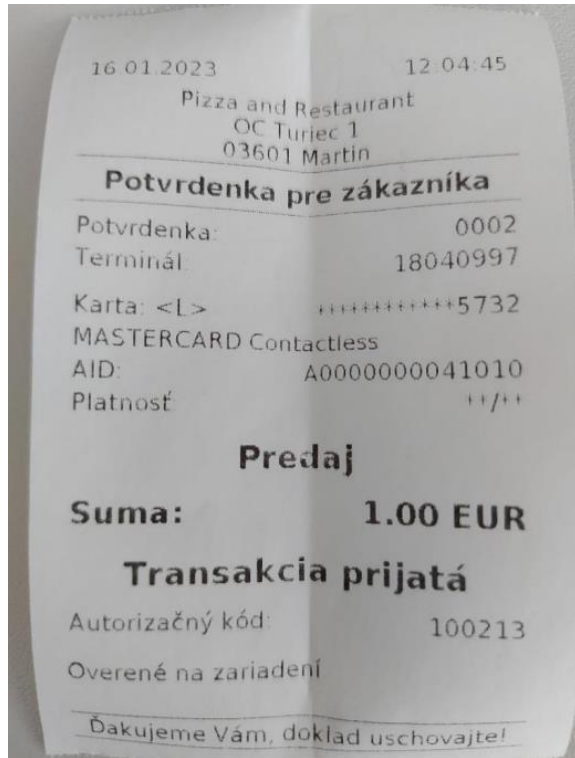 16.01.2023 12:04:45
Pizza and Restaurant
OC Turiec 1
03601 Martin
Potvrdenka pre zákazníka
Potvrdenka: 0002
Terminál: 18040997
Karta: <L> ++++++++++++5732
MASTERCARD Contactless
AID: A0000000041010
Platnosť ++/++
Predaj
Suma: 1.00 EUR
Transakcia prijatá
Autorizačný kód: 100213
Overené na zariadení
Ďakujeme Vám, doklad uschovajte!